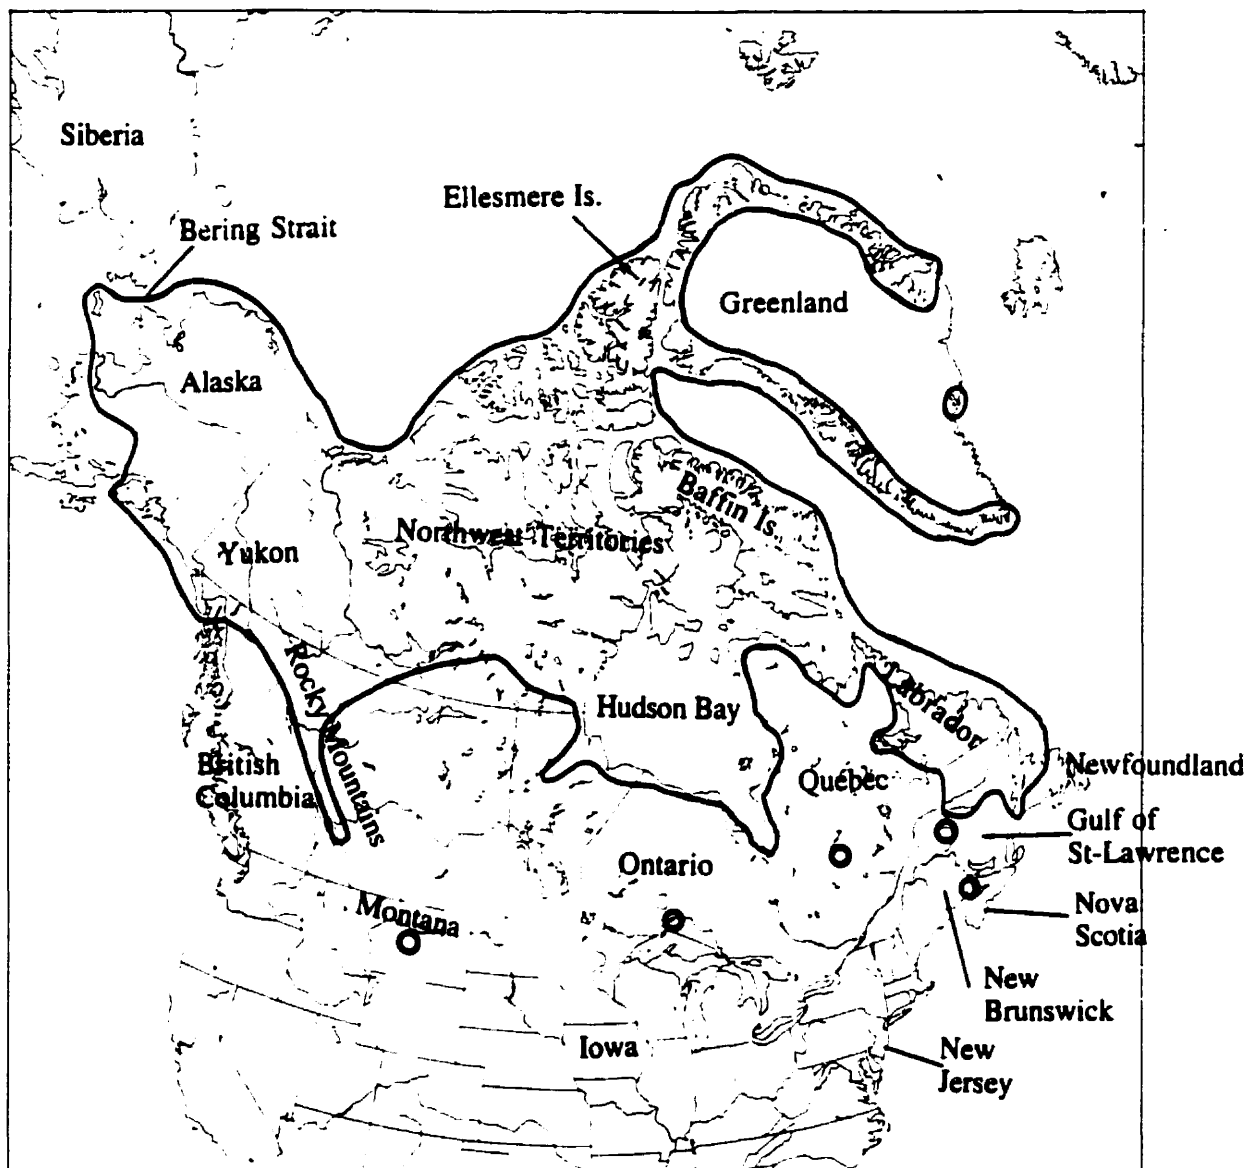 Siberia
Ellesmere Is.
Bering Strait
Greenland
Alaska
Baffin Is.
Northwest Territories
Yukon
Rocky Mountains
Labrador
Hudson Bay
British
Columbia
Québec
Newfoundland
Gulf of
St-Lawrence
Ontario
Montana
Nova
Scotia
New
Brunswick
Iowa
New
Jersey